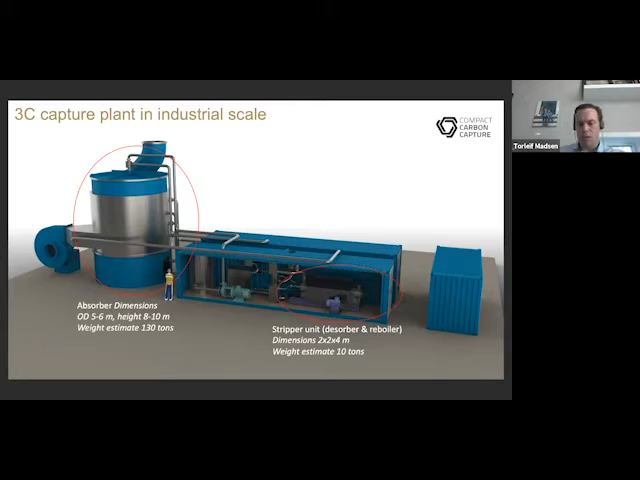 3C capture plant in industrial scale
COMPACT
CARBON
CAPTURE
Torleif Madsen
Absorber Dimensions
OD 5-6 m, height 8-10 m
Weight estimate 130 tons
Stripper unit (desorber & reboiler)
Dimensions 2x2x4 m
Weight estimate 10 tons